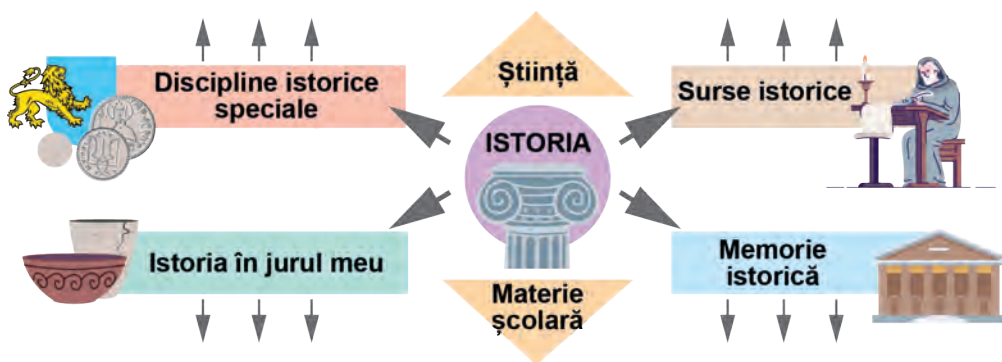 Știință
Discipline istorice
speciale
Surse istorice
ISTORIA
Istoria în jurul meu
Memorie
istorică
Materie
școlară